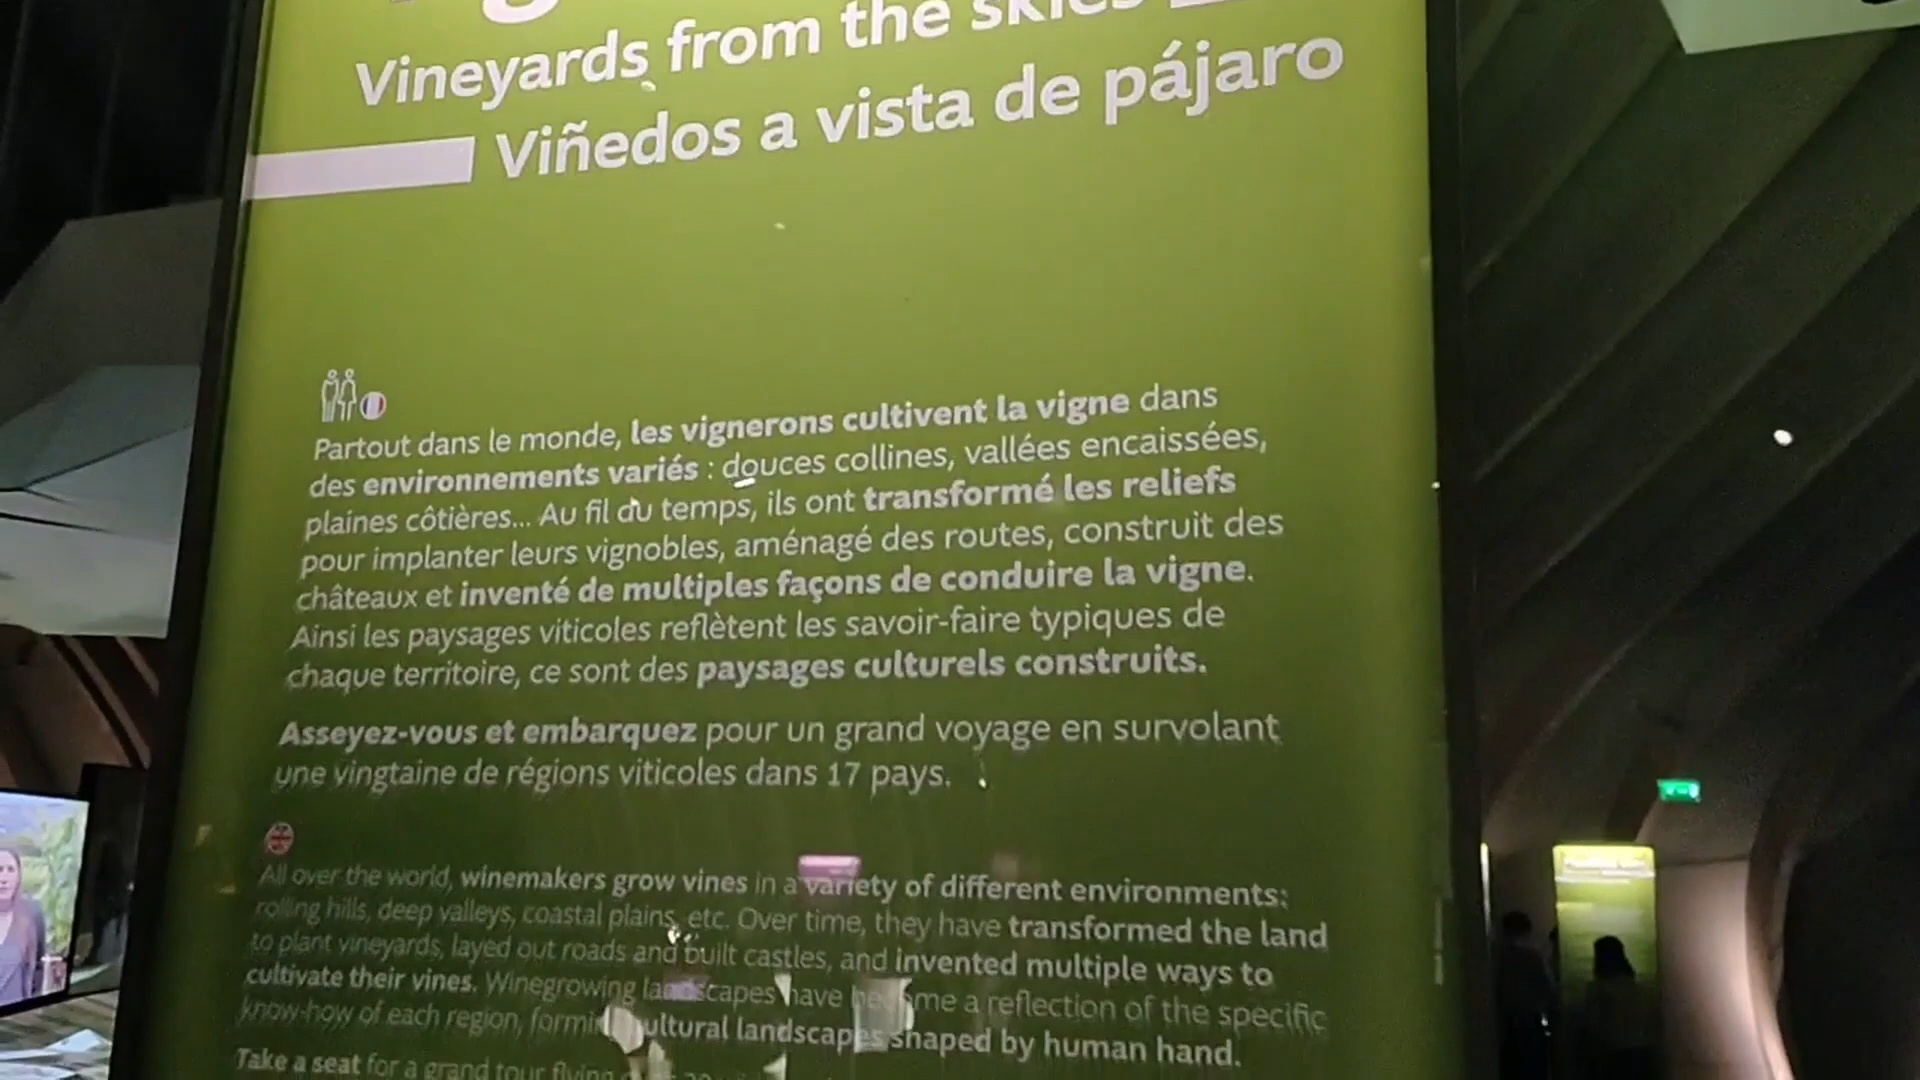 Vineyards from the skies
Viñedos a vista de pájaro
Partout dans le monde, les vignerons cultivent la vigne dans
des environnements variés : douces collines, vallées encaissées,
plaines côtières... Au fil du temps, ils ont transformé les reliefs
pour implanter leurs vignobles, aménagé des routes, construit des
châteaux et inventé de multiples façons de conduire la vigne.
Ainsi les paysages viticoles reflètent les savoir-faire typiques de
chaque territoire, ce sont des paysages culturels construits.
Asseyez-vous et embarquez pour un grand voyage en survolant
une vingtaine de régions viticoles dans 17 pays.
All over the world, winemakers grow vines in a variety of different environments:
rolling hills, deep valleys, coastal plains, etc. Over time, they have transformed the land
to plant vineyards, layed out roads and built castles, and invented multiple ways to
cultivate their vines. Winegrowing landscapes have become a reflection of the specific
know-how of each region, forming cultural landscapes shaped by human hand.
Take a seat for a grand tour flying